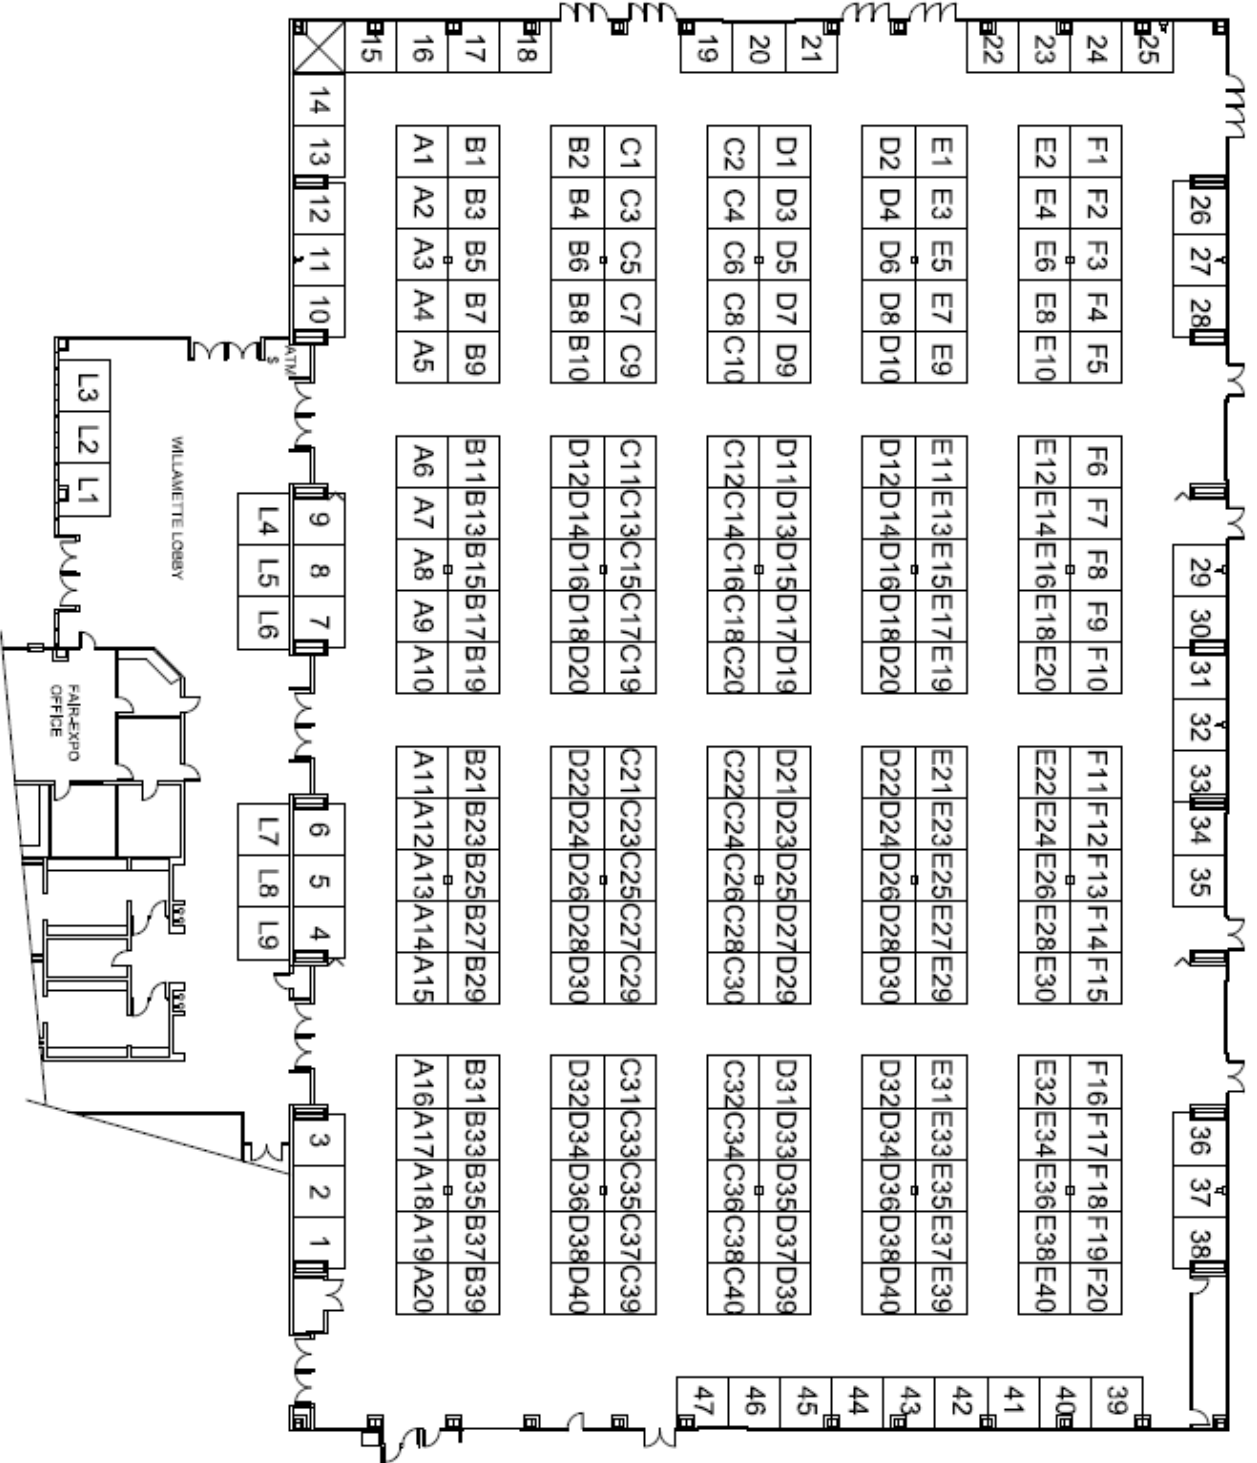 15 16 17 18 19 20 21 22 23 24 25
14
13
12
11
10
A1 B1 B2 C1 C2 D1 D2 E1 E2 F1
A2 B3 B4 C3 C4 D3 D4 E3 E4 F2
A3 B5 B6 C5 C6 D5 D6 E5 E6 F3
A4 B7 B8 C7 C8 D7 D8 E7 E8 F4
A5 B9 B10 C9 C10 D9 D10 E9 E10 F5
26
27
28
ATM
$
L3
L2
L1
WILLAMETTE LOBBY
L4 9
L5 8
L6 7
A6 B11 D12 C11 C12 D11 D12 E11 E12 F6
A7 B13 D14 C13 C14 D13 D14 E13 E14 F7
A8 B15 D16 C15 C16 D15 D16 E15 E16 F8
A9 B17 D18 C17 C18 D17 D18 E17 E18 F9
A10 B19 D20 C19 C20 D19 D20 E19 E20 F10
29
30
31
32
33
34
35
FAIR-EXPO
OFFICE
L7 6
L8 5
L9 4
A11 B21 D22 C21 C22 D21 D22 E21 E22 F11
A12 B23 D24 C23 C24 D23 D24 E23 E24 F12
A13 B25 D26 C25 C26 D25 D26 E25 E26 F13
A14 B27 D28 C27 C28 D27 D28 E27 E28 F14
A15 B29 D30 C29 C30 D29 D30 E29 E30 F15
3
2
1
A16 B31 D32 C31 C32 D31 D32 E31 E32 F16
A17 B33 D34 C33 C34 D33 D34 E33 E34 F17
A18 B35 D36 C35 C36 D35 D36 E35 E36 F18
A19 B37 D38 C37 C38 D37 D38 E37 E38 F19
A20 B39 D40 C39 C40 D39 D40 E39 E40 F20
36
37
38
47 46 45 44 43 42 41 40 39